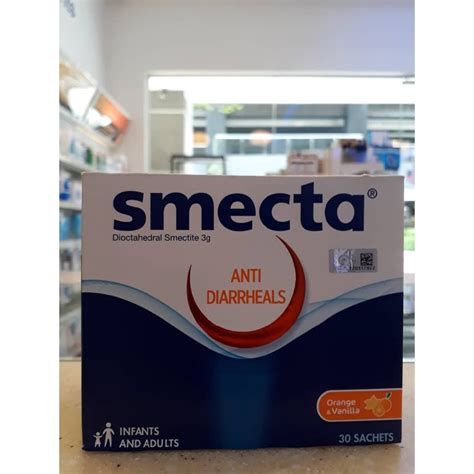 smecta®
Dioctahedral Smectite 3g
ANTI
DIARRHEALS
Orange
& Vanilla
INFANTS
AND ADULTS
30 SACHETS